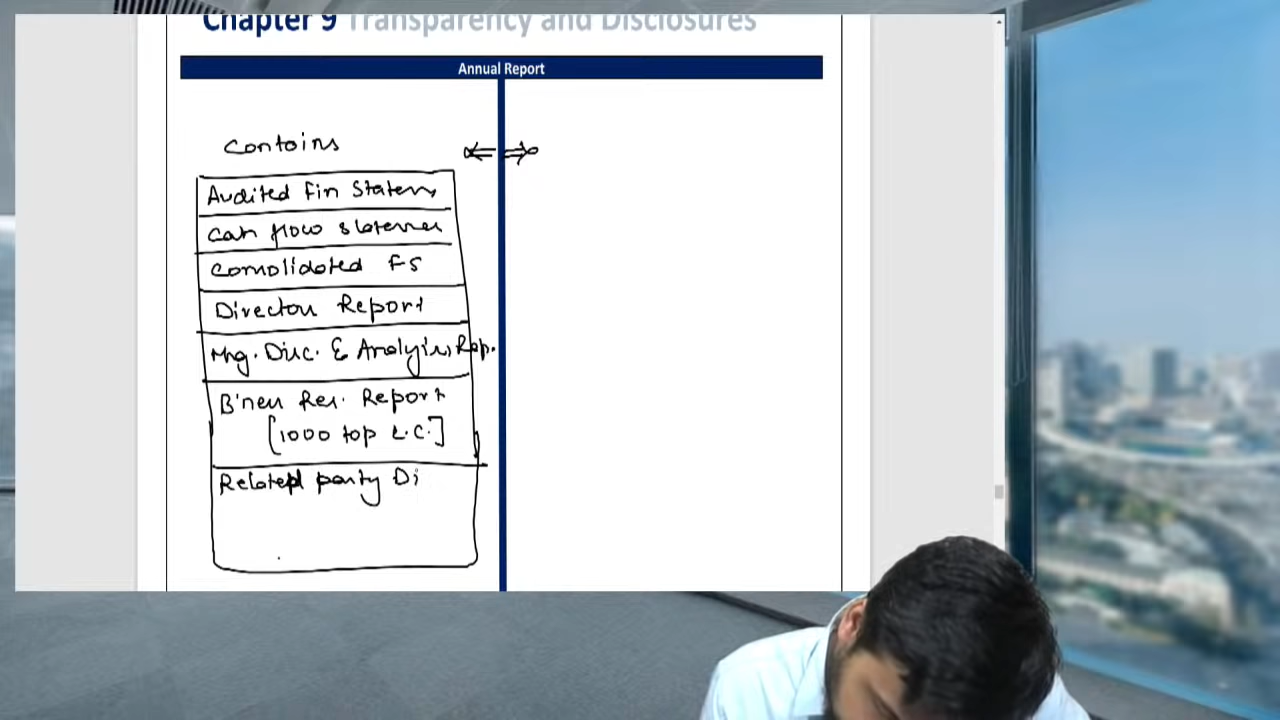 Chapter 9 Transparency and Disclosures
Annual Report
Contains
Audited Fin Statem
Cash flow statemen
Consolidated FS
Directors Report
Mng. Disc. & Analysis Rep.
B'ness Res. Report
[1000 top L.C.]
Related party Di